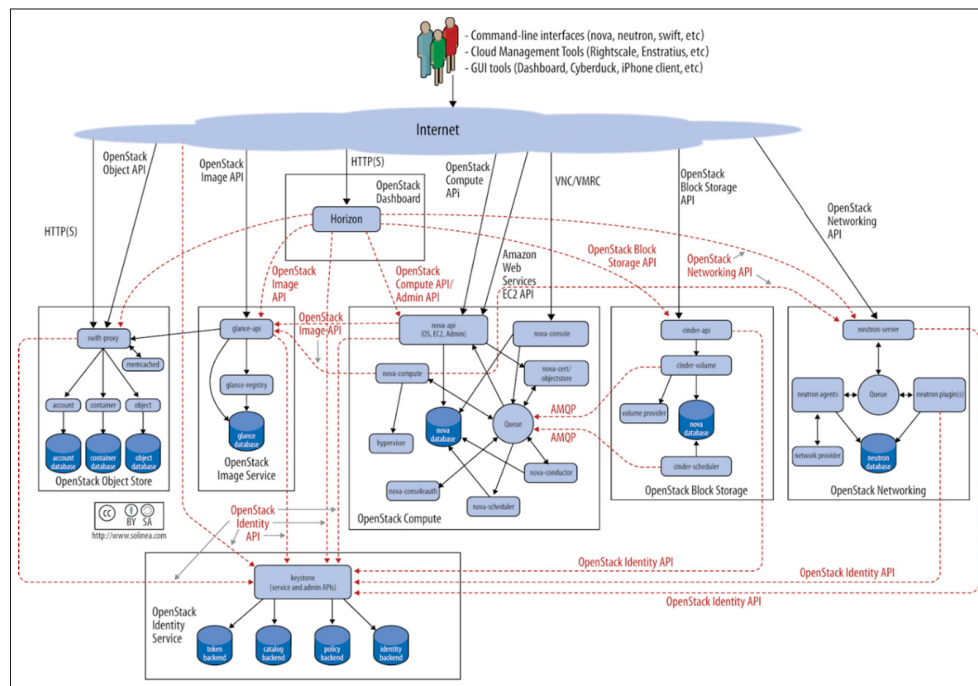 - Command-line interfaces (nova, neutron, swift, etc)
- Cloud Management Tools (Rightscale, Enstratius, etc)
- GUI tools (Dashboard, Cyberduck, iPhone client, etc)
Internet
OpenStack
Object API
OpenStack
Image API
HTTP(S)
OpenStack
Compute
APi
VNC/VMRC
OpenStack
Block Storage
API
OpenStack
Networking
API
HTTP(S)
OpenStack
Dashboard
Horizon
OpenStack
Image
API
OpenStack
Compute API/
Admin API
Amazon
Web
Services
EC2 API
OpenStack Block
Storage API
OpenStack
Networking API
OpenStack
Image API
swift-proxy
memcached
account
container
object
account
database
container
database
object
database
OpenStack Object Store
glance-api
glance-registry
glance
database
OpenStack
Image Service
nova-api
(OS, EC2, Admin)
nova-console
nova-compute
nova-cert/
objectstore
hypervisor
nova
database
Queue
nova-conductor
nova-consoleauth
nova-scheduler
OpenStack Compute
AMQP
AMQP
cinder-api
cinder-volume
volume provider
nova
database
cinder-scheduler
OpenStack Block Storage
neutron-server
neutron agents
Queue
neutron plugin(s)
network provider
neutron
database
OpenStack Networking
cc
BY SA
http://www.solinea.com
OpenStack
Identity
API
OpenStack Identity API
OpenStack Identity API
OpenStack Identity API
OpenStack
Identity
Service
keystone
(service and admin APIs)
token
backend
catalog
backend
policy
backend
identity
backend